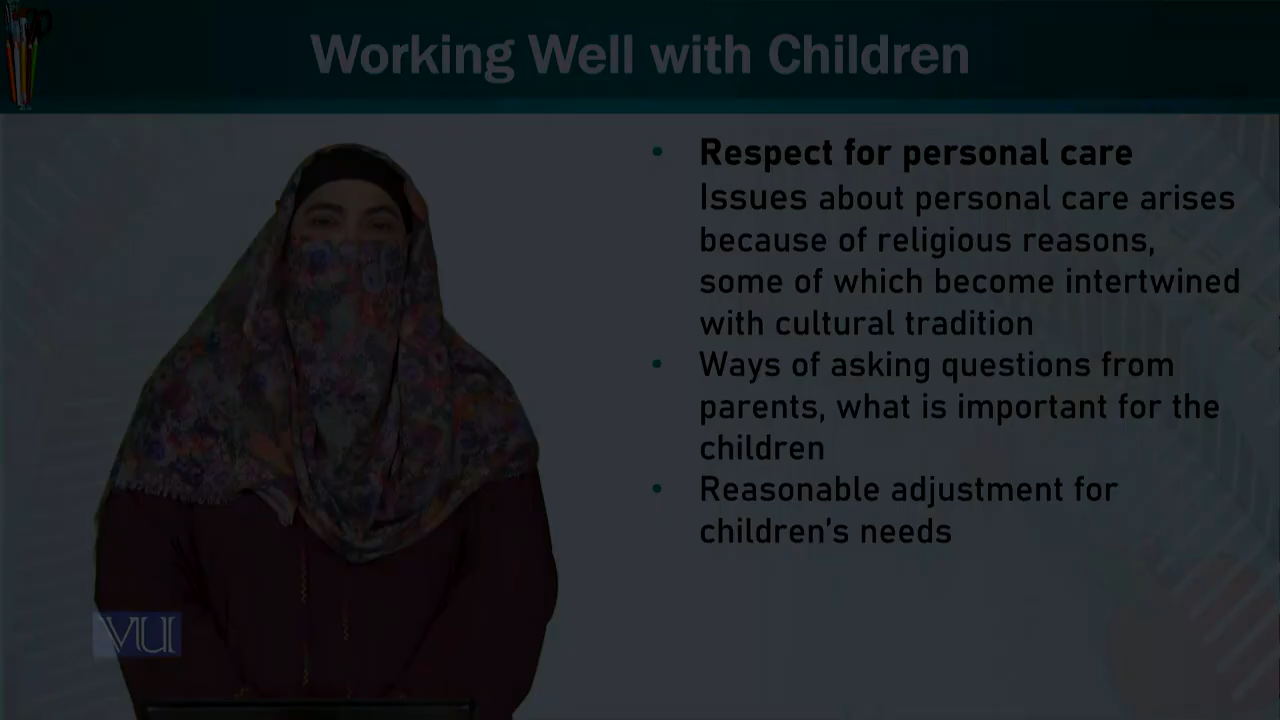 Working Well with Children
• Respect for personal care
Issues about personal care arises
because of religious reasons,
some of which become intertwined
with cultural tradition
• Ways of asking questions from
parents, what is important for the
children
• Reasonable adjustment for
children's needs
VU